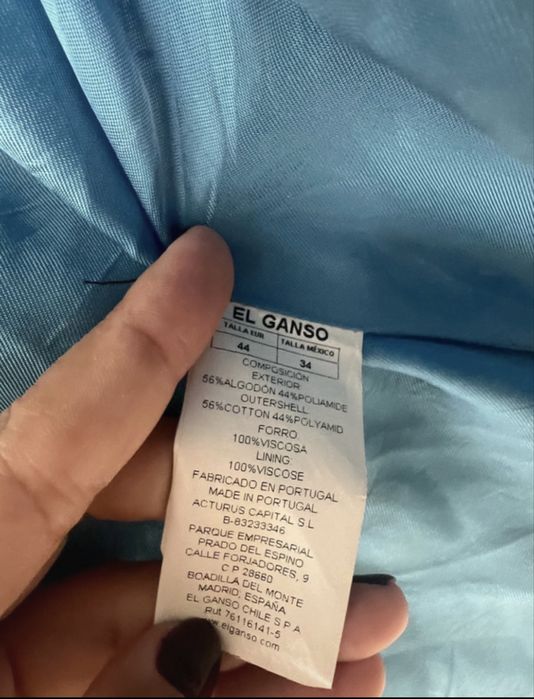 EL GANSO
TALLA EUR TALLA MÉXICO
44 34
COMPOSICIÓN
EXTERIOR
56%ALGODÓN 44%POLIAMIDE
OUTERSHELL
56%COTTON 44%POLYAMID
FORRO:
100%VISCOSA
LINING:
100%VISCOSE
FABRICADO EN PORTUGAL
MADE IN PORTUGAL
ACTURUS CAPITAL S L
B-83233346
PARQUE EMPRESARIAL
PRADO DEL ESPINO
CALLE FORJADORES, 9
C P 28660
BOADILLA DEL MONTE
MADRID, ESPAÑA
EL GANSO CHILE S P A
Rut 76116141-5
.elganso.com